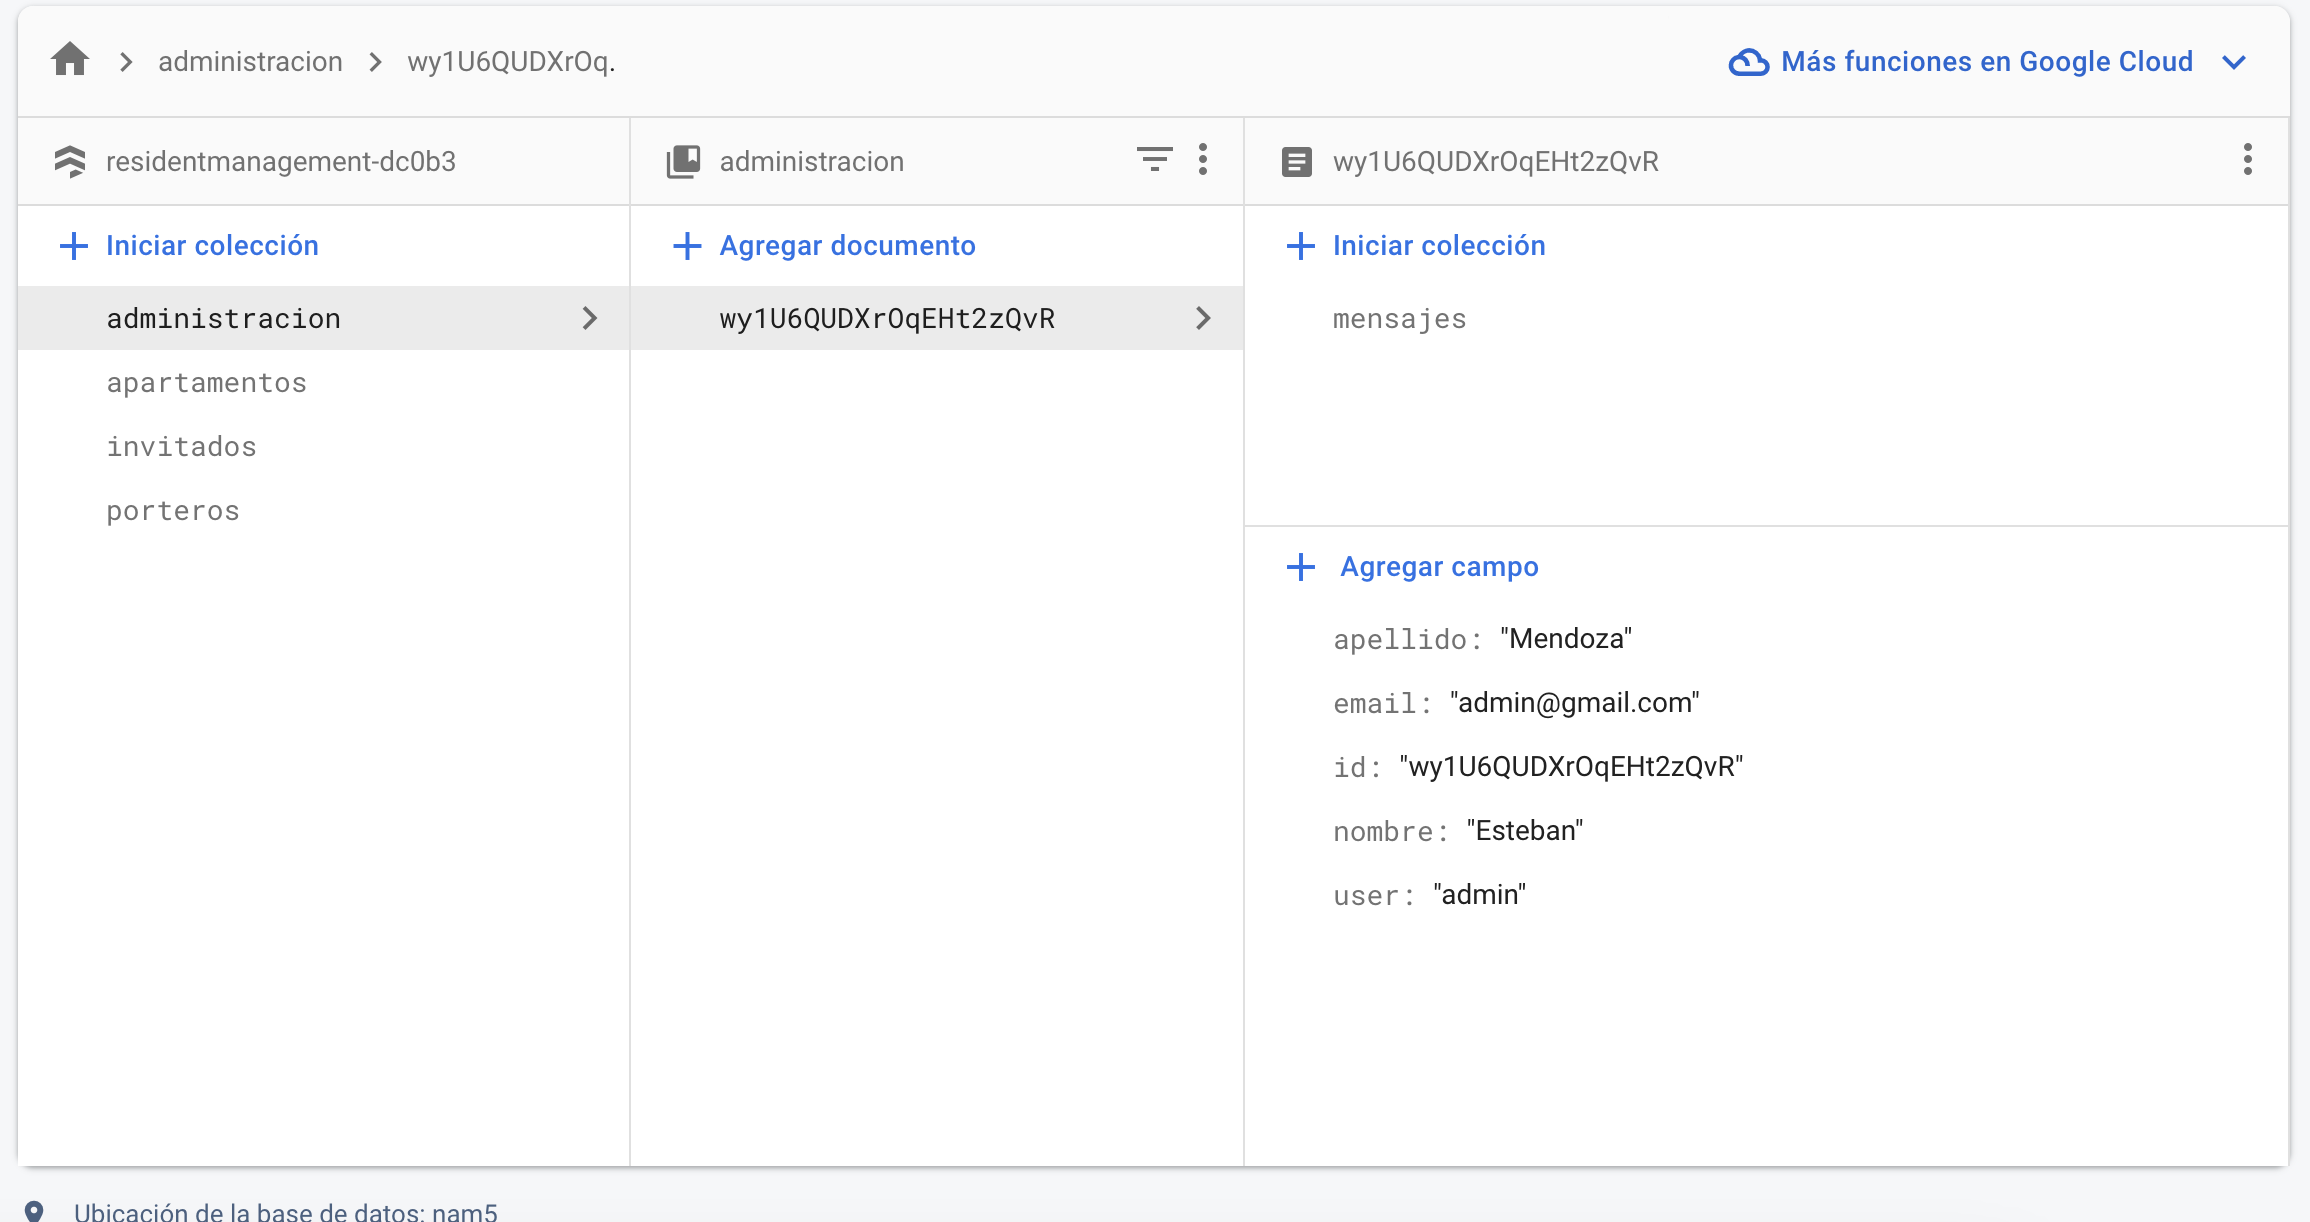 administracion
wy1U6QUDXrOq.
Más funciones en Google Cloud
residentmanagement-dc0b3
administracion
wy1U6QUDXrOqEHt2zQvR
Iniciar colección
administracion
apartamentos
invitados
porteros
Agregar documento
wy1U6QUDXrOqEHt2zQvR
Iniciar colección
mensajes
Agregar campo
apellido: "Mendoza"
email: "admin@gmail.com"
id: "wy1U6QUDXrOqEHt2zQvR"
nombre: "Esteban"
user: "admin"
Ubicación de la base de datos: nam5